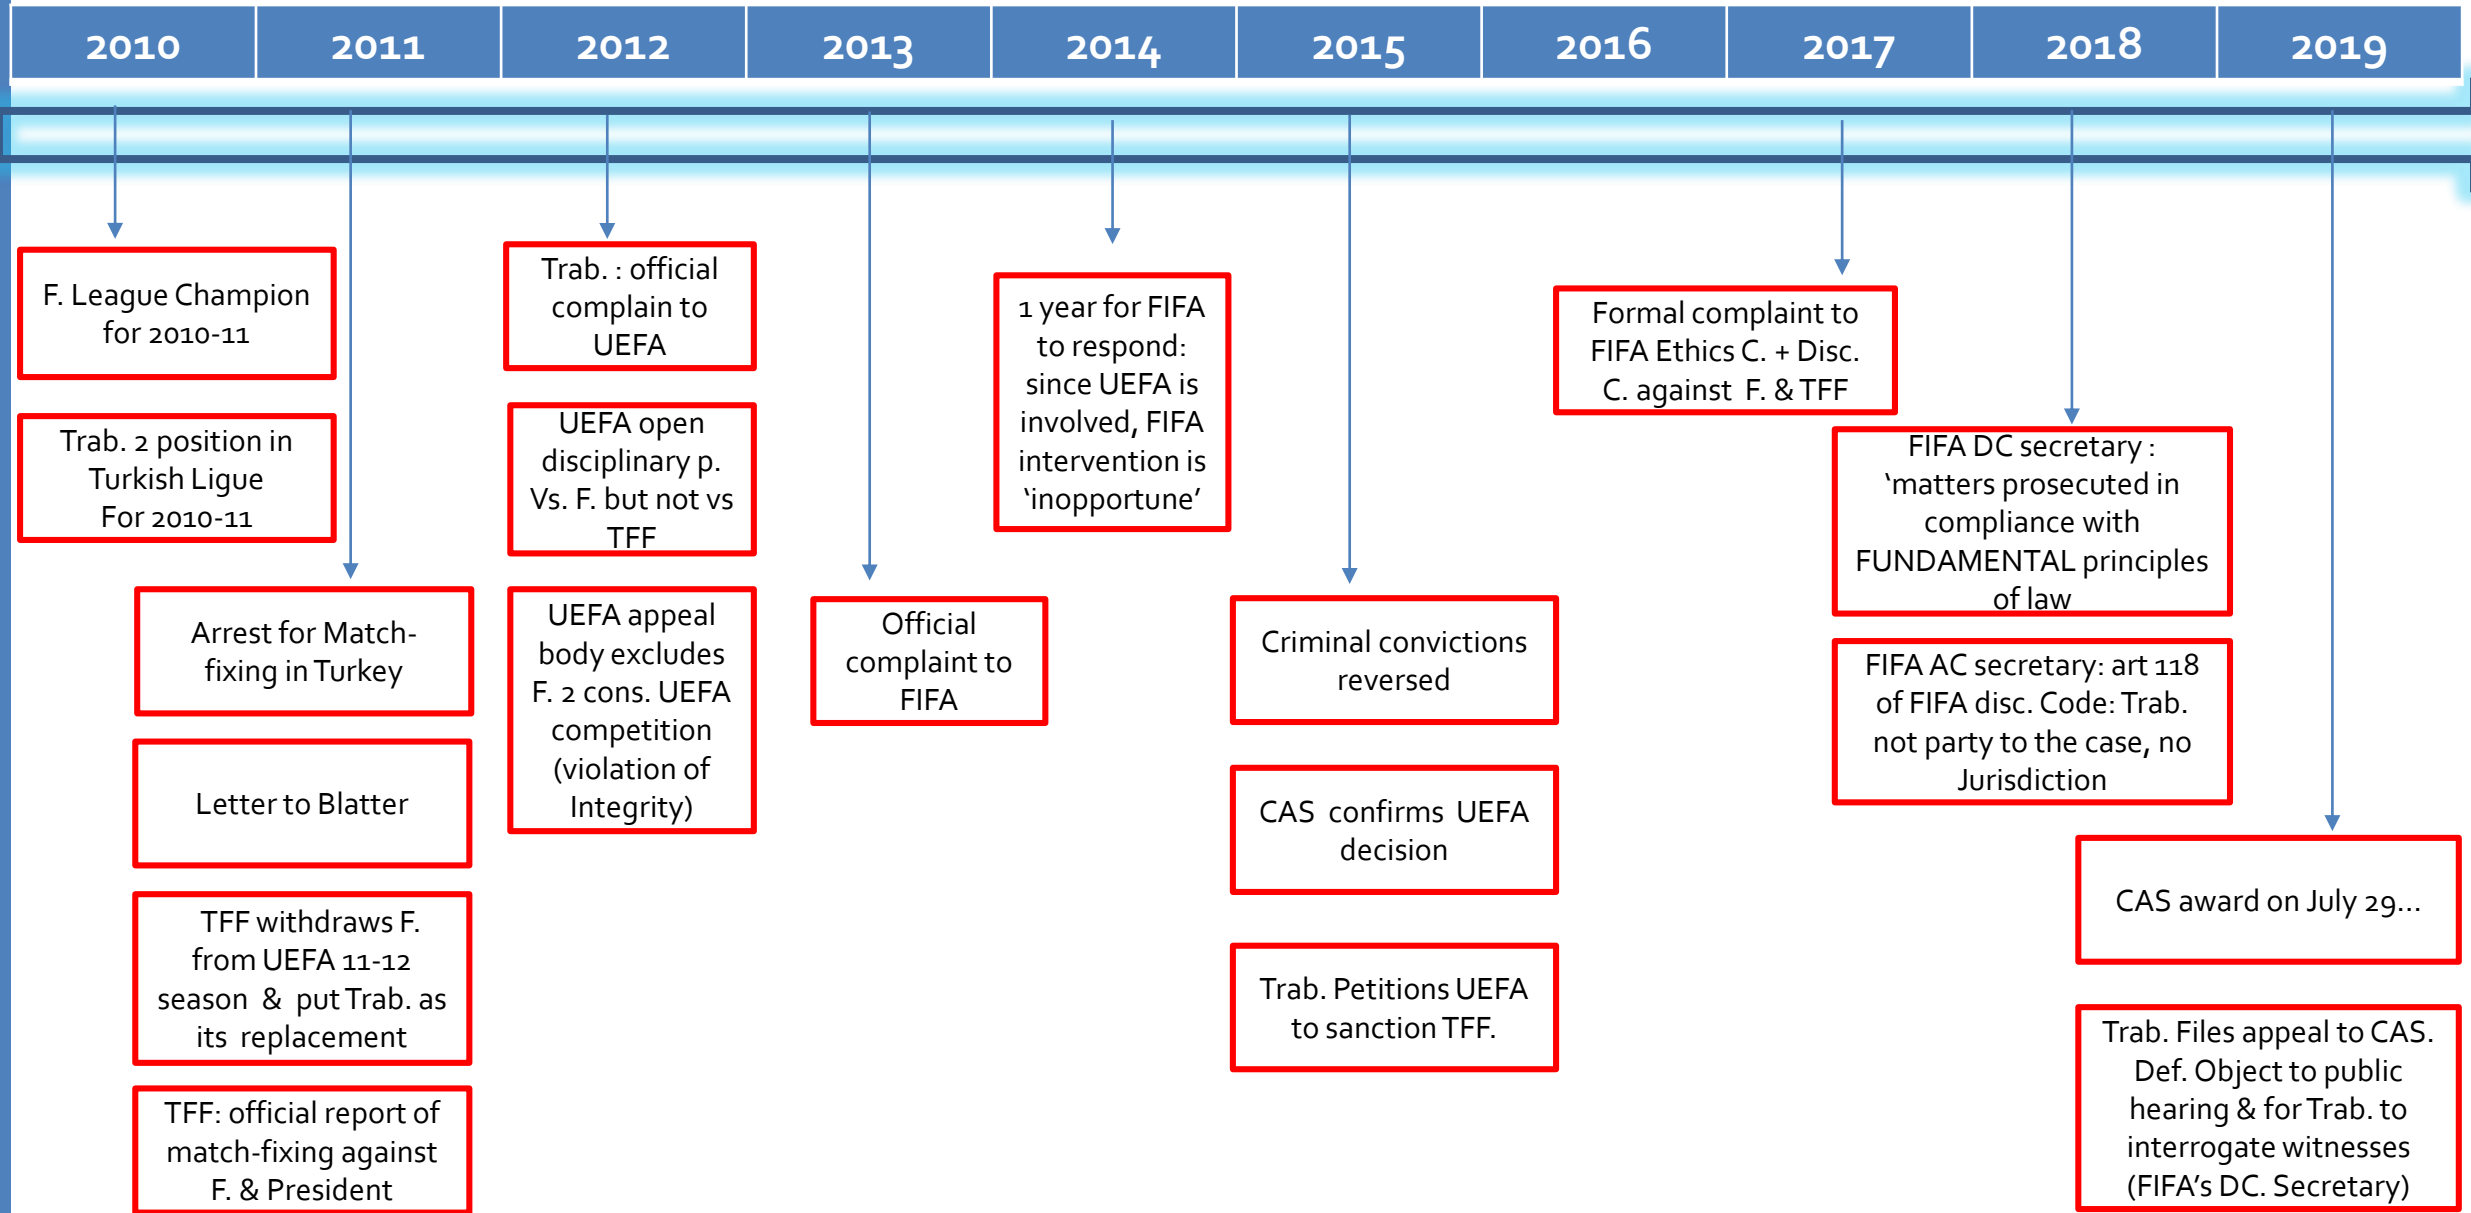 2010
2011
2012
2013
2014
2015
2016
2017
2018
2019
F. League Champion
for 2010-11
Trab. 2 position in
Turkish Ligue
For 2010-11
Arrest for Match-
fixing in Turkey
Letter to Blatter
TFF withdraws F.
from UEFA 11-12
season & put Trab. as
its replacement
TFF: official report of
match-fixing against
F. & President
Trab. : official
complain to
UEFA
UEFA open
disciplinary p.
Vs. F. but not vs
TFF
UEFA appeal
body excludes
F. 2 cons. UEFA
competition
(violation of
Integrity)
Official
complaint to
FIFA
1 year for FIFA
to respond:
since UEFA is
involved, FIFA
intervention is
‘inopportune’
Criminal convictions
reversed
CAS confirms UEFA
decision
Trab. Petitions UEFA
to sanction TFF.
Formal complaint to
FIFA Ethics C. + Disc.
C. against F. & TFF
FIFA DC secretary :
‘matters prosecuted in
compliance with
FUNDAMENTAL principles
of law
FIFA AC secretary: art 118
of FIFA disc. Code: Trab.
not party to the case, no
Jurisdiction
CAS award on July 29...
Trab. Files appeal to CAS.
Def. Object to public
hearing & for Trab. to
interrogate witnesses
(FIFA’s DC. Secretary)